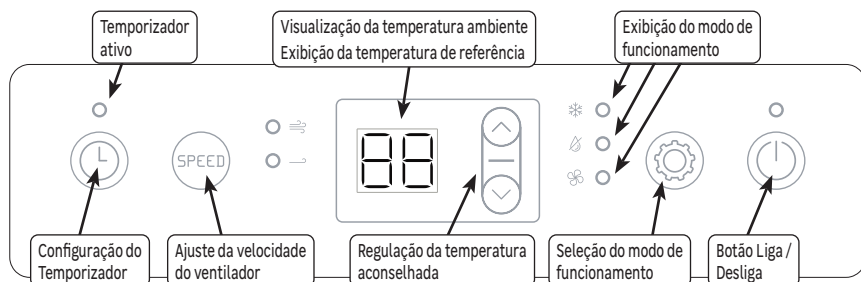 Temporizador
ativo
Visualização da temperatura ambiente
Exibição da temperatura de referência
Exibição do modo de
funcionamento
SPEED
88
Configuração do
Temporizador
Ajuste da velocidade
do ventilador
Regulação da temperatura
aconselhada
Seleção do modo de
funcionamento
Botão Liga /
Desliga